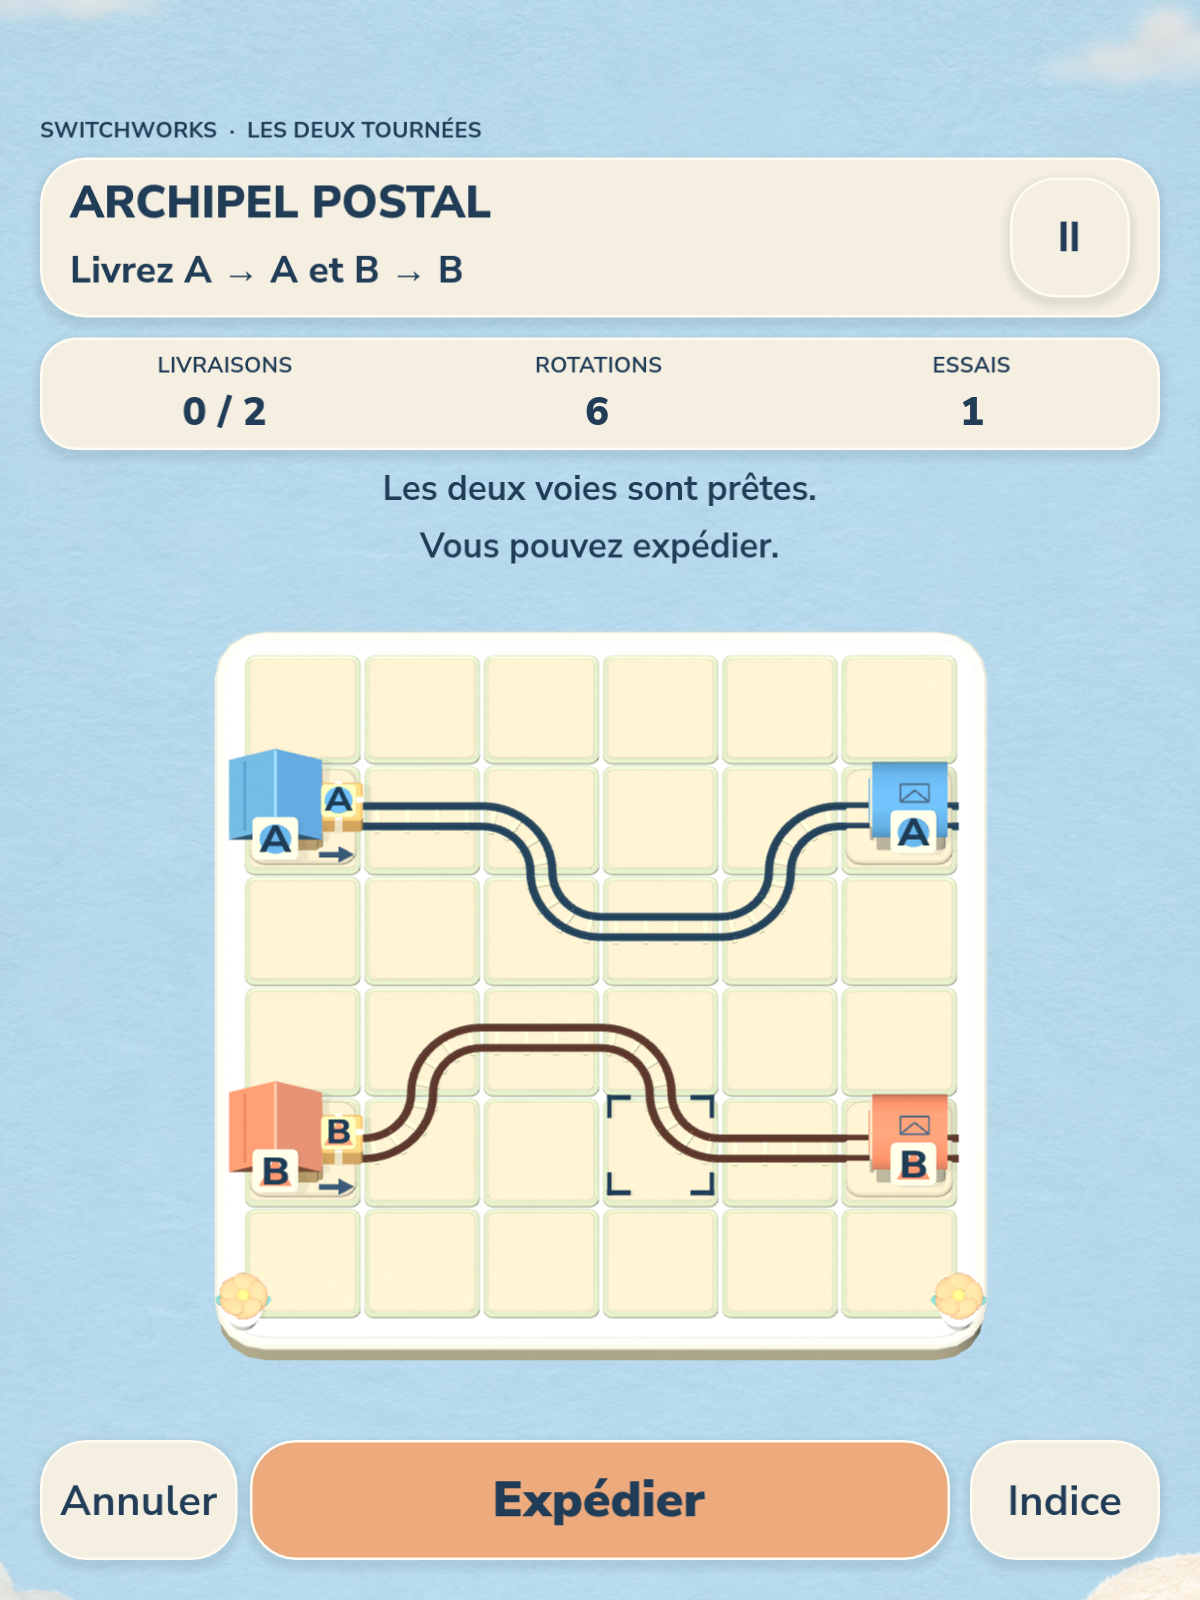 SWITCHWORKS · LES DEUX TOURNÉES
ARCHIPEL POSTAL
Livrez A → A et B → B
LIVRAISONS
0 / 2
ROTATIONS
6
ESSAIS
1
Les deux voies sont prêtes.
Vous pouvez expédier.
A
A
A
B
B
B
Annuler
Expédier
Indice